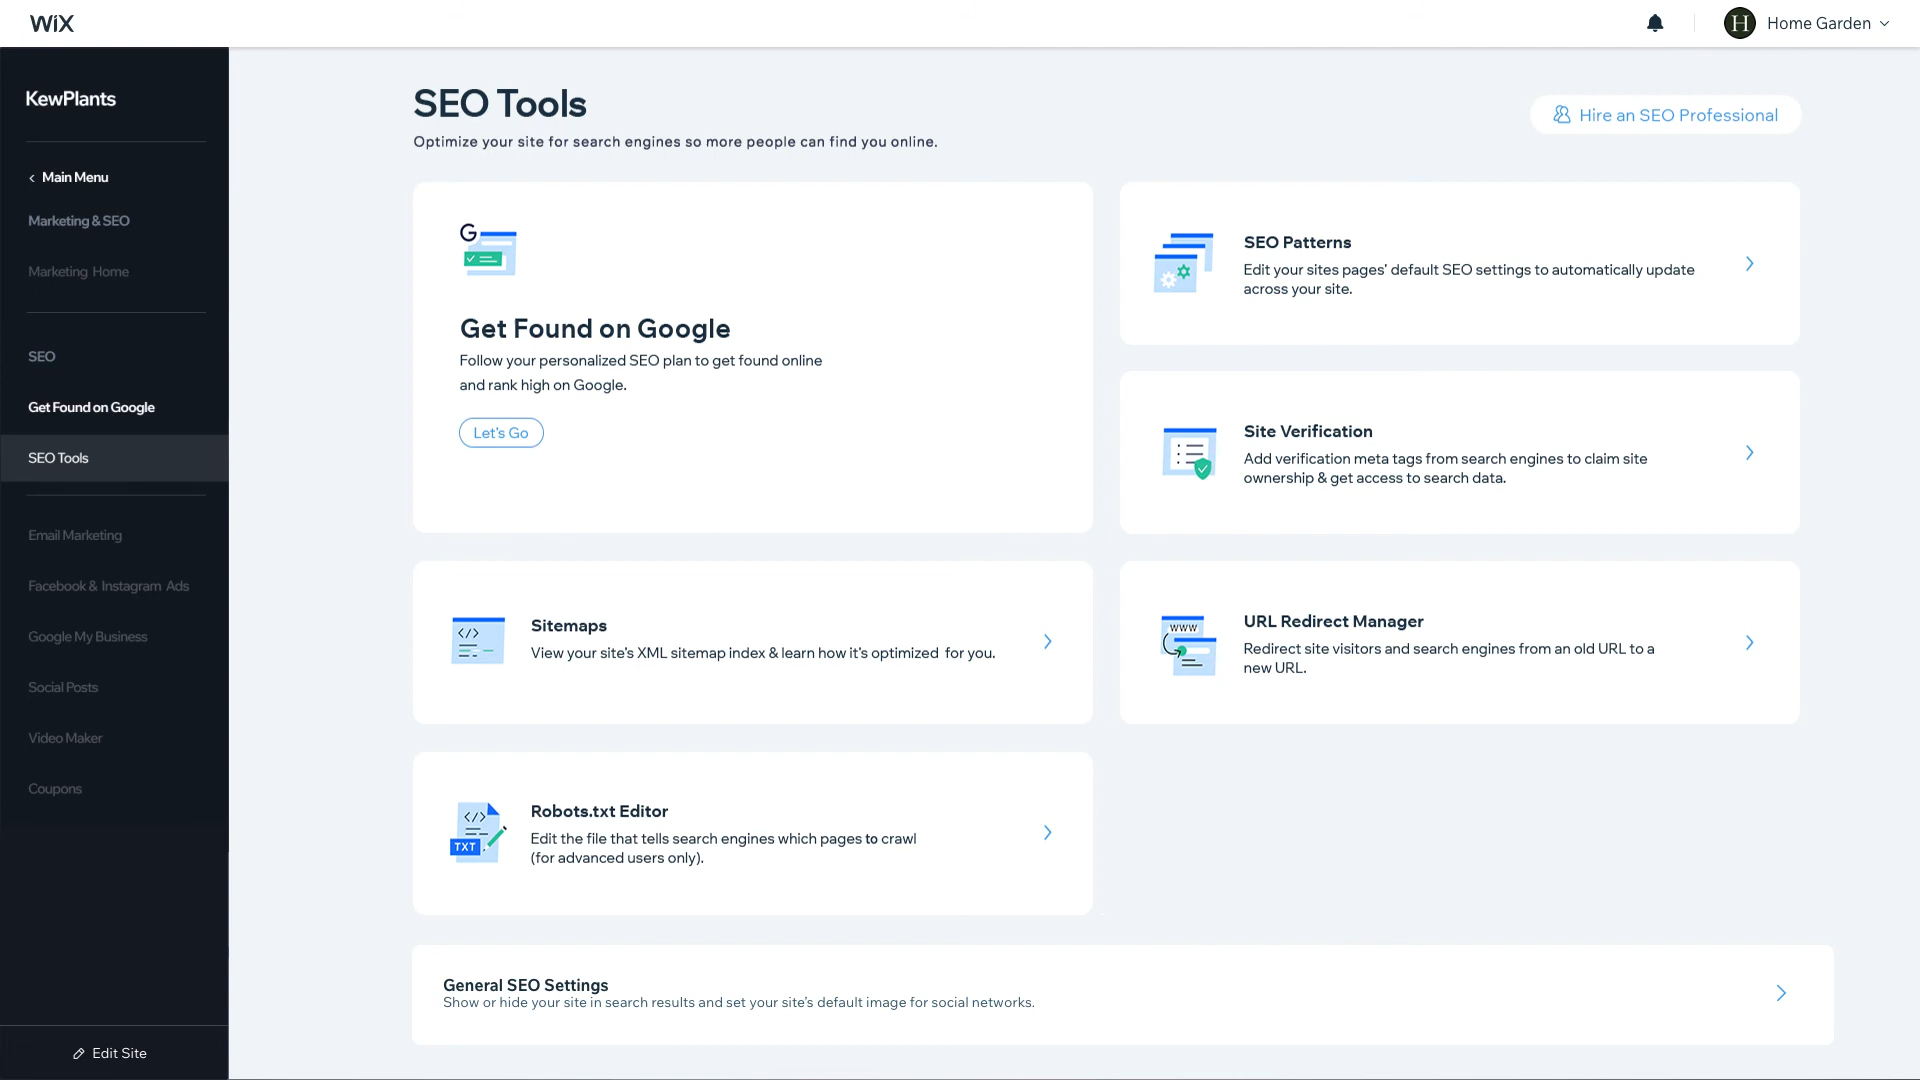 WiX
H
Home Garden
KewPlants
Main Menu
Marketing & SEO
Marketing Home
SEO
Get Found on Google
SEO Tools
Email Marketing
Facebook & Instagram Ads
Google My Business
Social Posts
Video Maker
Coupons
Edit Site
SEO Tools
Optimize your site for search engines so more people can find you online.
Hire an SEO Professional
G
Get Found on Google
Follow your personalized SEO plan to get found online
and rank high on Google.
Let's Go
SEO Patterns
Edit your sites pages' default SEO settings to automatically update
across your site.
Site Verification
Add verification meta tags from search engines to claim site
ownership & get access to search data.
</>
Sitemaps
View your site's XML sitemap index & learn how it's optimized for you.
WWW
URL Redirect Manager
Redirect site visitors and search engines from an old URL to a
new URL.
</>
TXT
Robots.txt Editor
Edit the file that tells search engines which pages to crawl
(for advanced users only).
General SEO Settings
Show or hide your site in search results and set your site's default image for social networks.